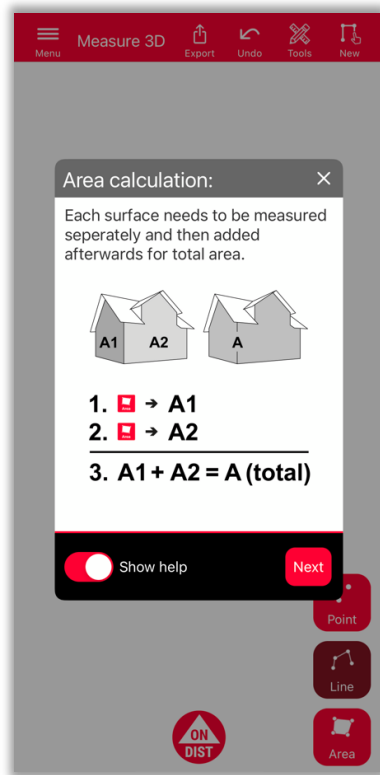 Menu
Measure 3D
Export
Undo
Tools
New
Area calculation:
Each surface needs to be measured
seperately and then added
afterwards for total area.
A1 A2 A
1. Area → A1
2. Area → A2
3. A1 + A2 = A (total)
Show help
Next
Point
Line
ON
DIST
Area